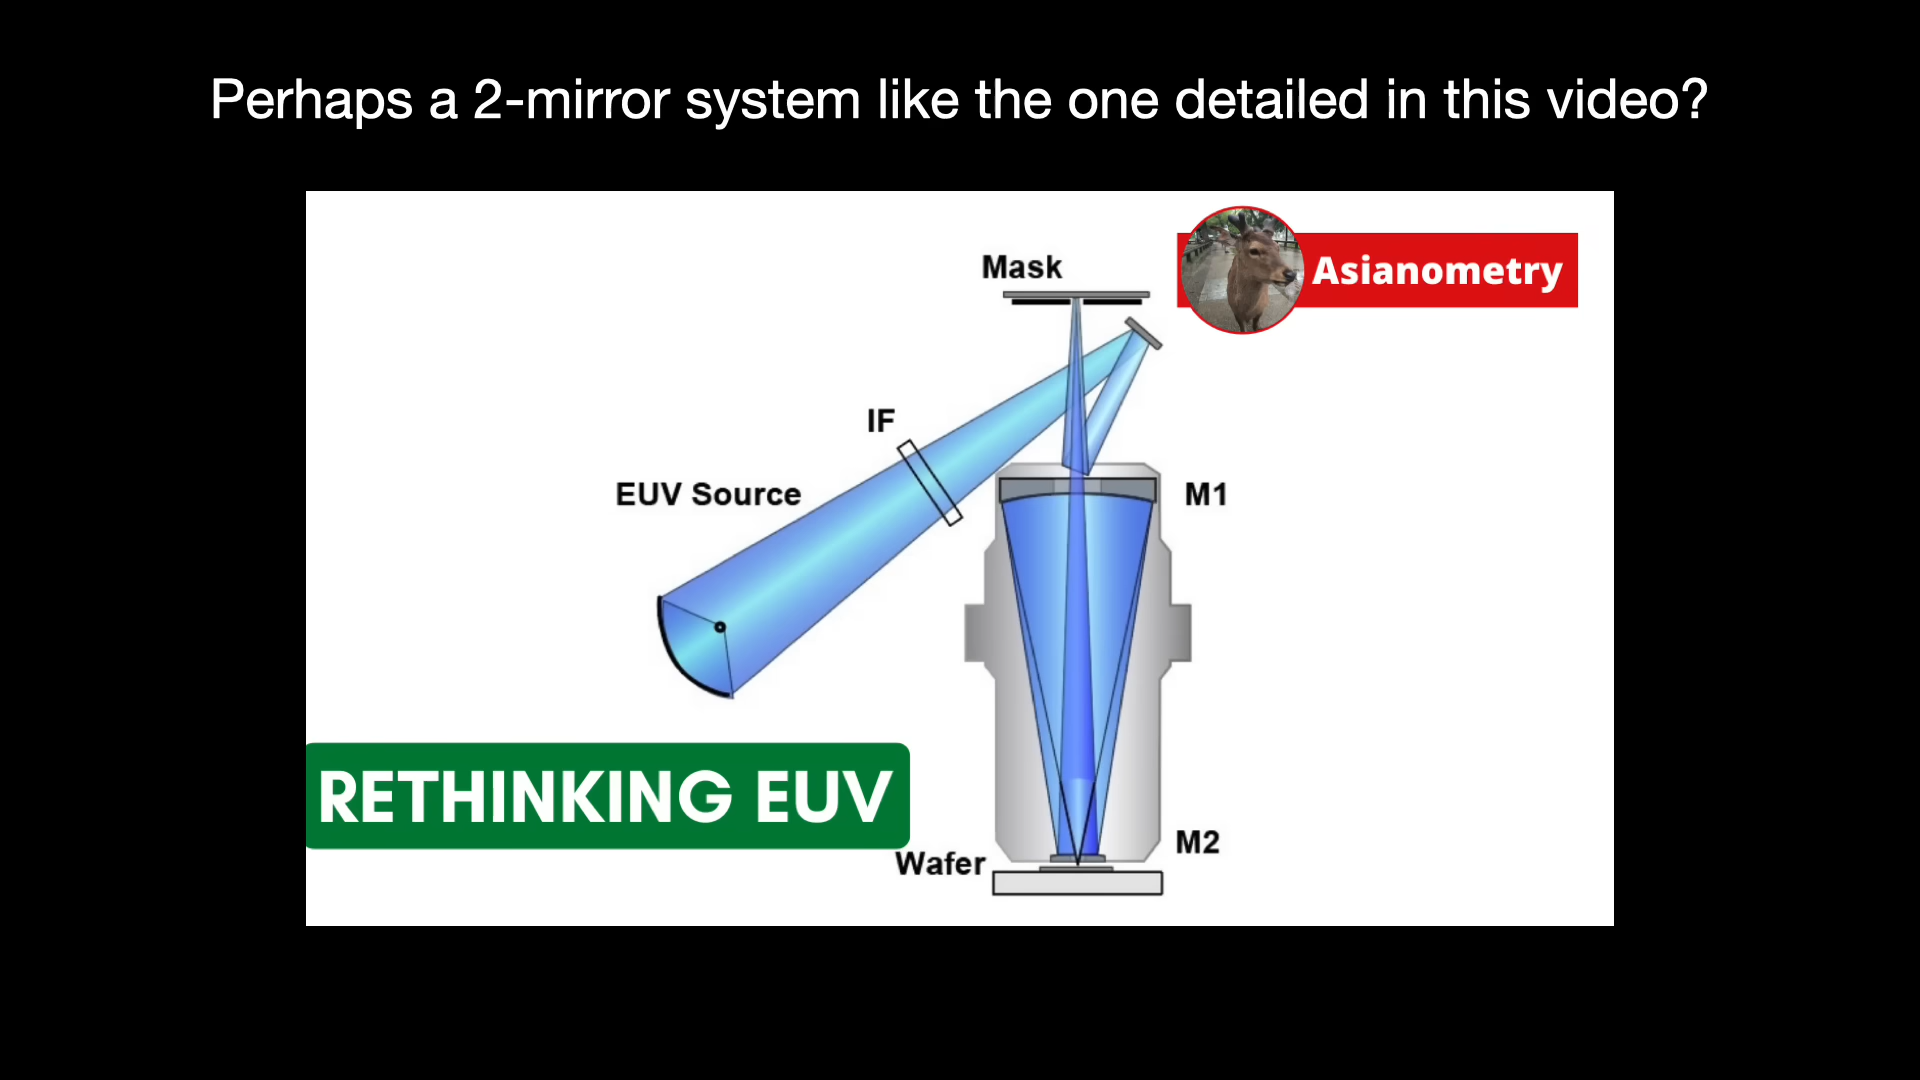 Perhaps a 2-mirror system like the one detailed in this video?
Mask
Asianometry
IF
EUV Source
M1
RETHINKING EUV
M2
Wafer